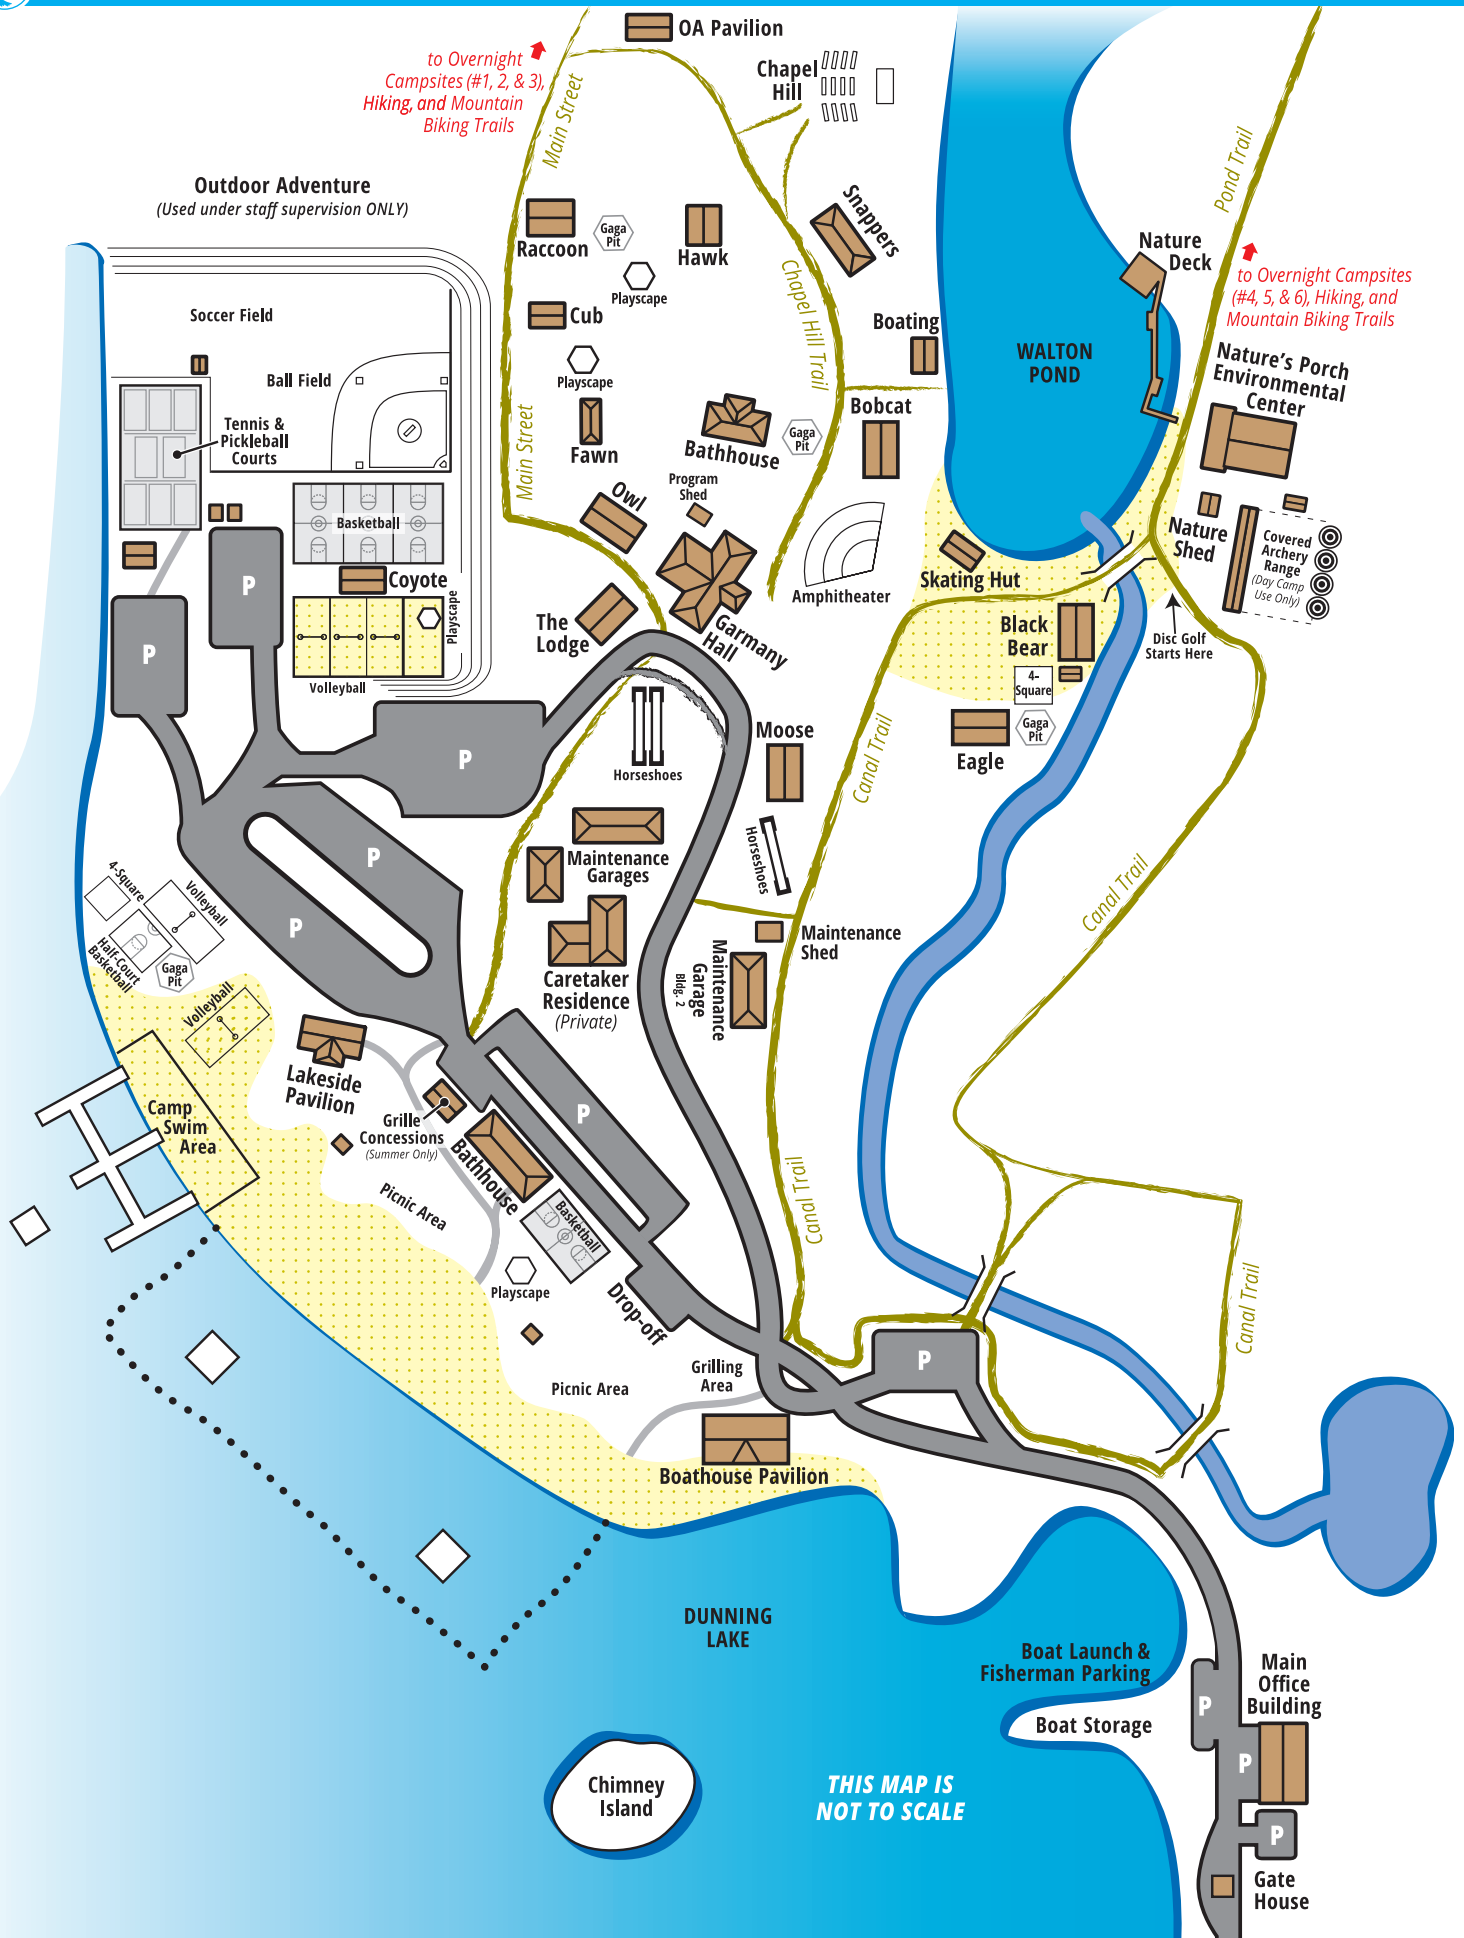 OA Pavilion
to Overnight
Campsites (#1, 2, & 3),
Hiking, and Mountain
Biking Trails
Main Street
Chapel
Hill
Pond Trail
Outdoor Adventure
(Used under staff supervision ONLY)
Raccoon
Gaga
Pit
Hawk
Snappers
Nature
Deck
Playscape
Chapel Hill Trail
to Overnight Campsites
(#4, 5, & 6), Hiking, and
Mountain Biking Trails
Soccer Field
Cub
Boating
WALTON
POND
Ball Field
Playscape
Nature's Porch
Environmental
Center
Tennis &
Pickleball
Courts
Main Street
Fawn
Bathhouse
Gaga
Pit
Bobcat
Basketball
Owl
Program
Shed
Nature
Shed
Covered
Archery
Range
(Day Camp
Use Only)
Coyote
P
Playscape
Amphitheater
Skating Hut
The
Lodge
Garmany
Hall
Black
Bear
Disc Golf
Starts Here
P
Volleyball
4-
Square
Gaga
Pit
Eagle
P
Horseshoes
Moose
Canal Trail
P
Maintenance
Garages
Horseshoes
Canal Trail
4-Square
Volleyball
P
Half-Court
Basketball
Gaga
Pit
Volleyball
Caretaker
Residence
(Private)
Maintenance
Garage
Bldg. 2
Maintenance
Shed
Lakeside
Pavilion
Camp
Swim
Area
Grille
Concessions
(Summer Only)
Bathhouse
P
Picnic Area
Basketball
Canal Trail
Playscape
Drop-off
Canal Trail
Picnic Area
Grilling
Area
P
Boathouse Pavilion
DUNNING
LAKE
Boat Launch &
Fisherman Parking
Boat Storage
P
Main
Office
Building
P
Chimney
Island
THIS MAP IS
NOT TO SCALE
P
Gate
House